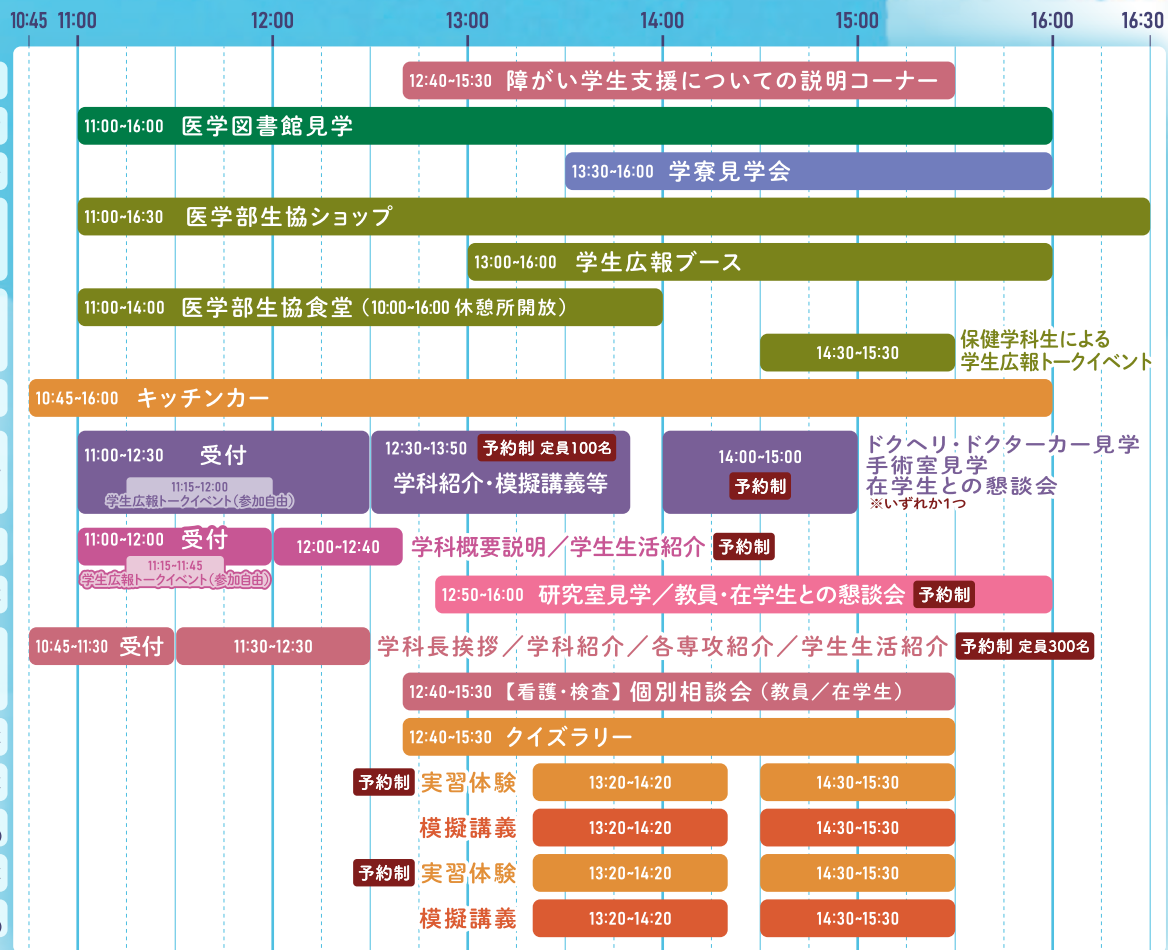 10:45 11:00 12:00 13:00 14:00 15:00 16:00 16:30
12:40~15:30 障がい学生支援についての説明コーナー
11:00~16:00 医学図書館見学
13:30~16:00 学寮見学会
11:00~16:30 医学部生協ショップ
13:00~16:00 学生広報ブース
11:00~14:00 医学部生協食堂（10:00~16:00 休憩所開放）
14:30~15:30
保健学科生による
学生広報トークイベント
10:45~16:00 キッチンカー
11:00~12:30 受付
11:15~12:00
学生広報トークイベント（参加自由）
12:30~13:50 予約制 定員100名
学科紹介・模擬講義等
14:00~15:00
予約制
ドクヘリ・ドクターカー見学
手術室見学
在学生との懇談会
※いずれか1つ
11:00~12:00 受付
11:15~11:45
学生広報トークイベント（参加自由）
12:00~12:40 学科概要説明／学生生活紹介 予約制
12:50~16:00 研究室見学／教員・在学生との懇談会 予約制
10:45~11:30 受付 11:30~12:30 学科長挨拶／学科紹介／各専攻紹介／学生生活紹介 予約制 定員300名
12:40~15:30 【看護・検査】個別相談会（教員／在学生）
12:40~15:30 クイズラリー
予約制 実習体験 13:20~14:20 14:30~15:30
模擬講義 13:20~14:20 14:30~15:30
予約制 実習体験 13:20~14:20 14:30~15:30
模擬講義 13:20~14:20 14:30~15:30